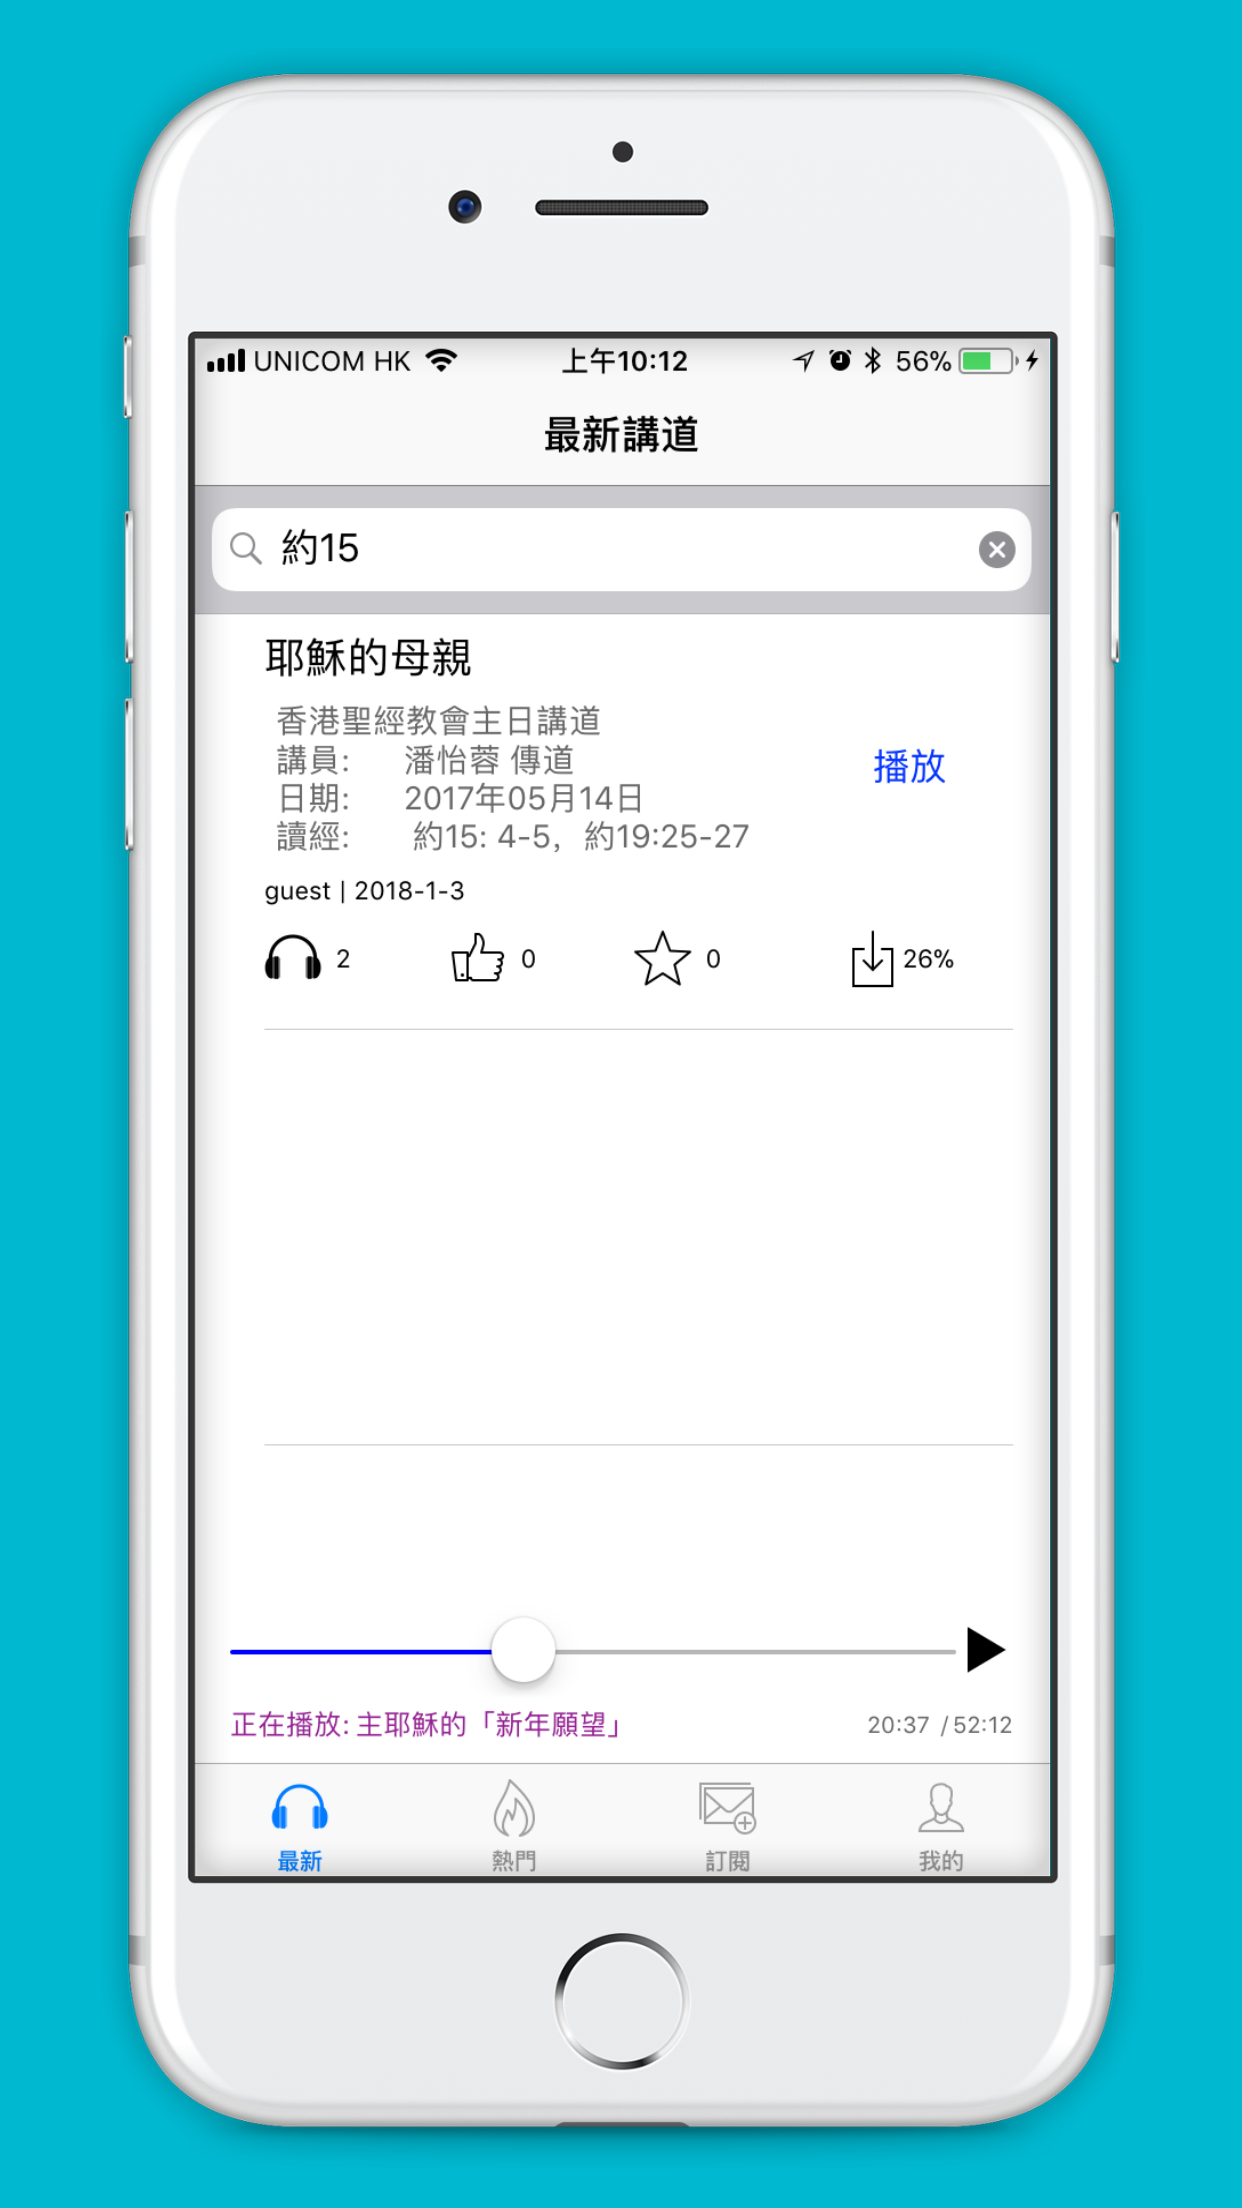 UNICOM HK 上午10:12 56%
最新講道
約15
耶穌的母親
香港聖經教會主日講道
講員: 潘怡蓉 傳道
播放
日期: 2017年05月14日
讀經: 約15: 4-5, 約19:25-27
guest | 2018-1-3
2 0 0 26%
正在播放: 主耶穌的「新年願望」 20:37 / 52:12
最新 熱門 訂閱 我的